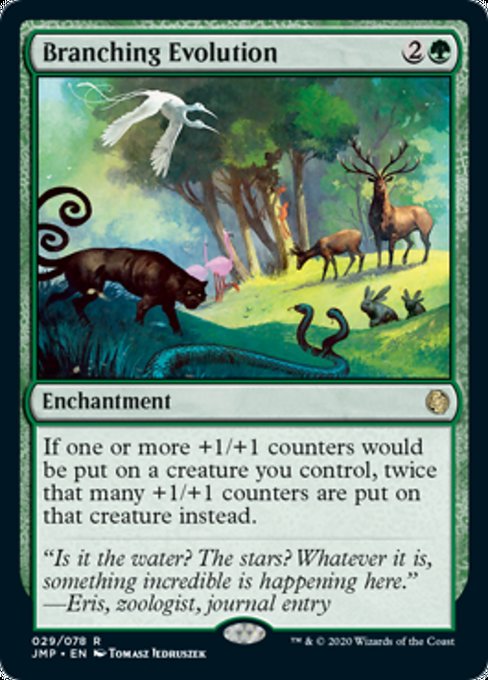 Branching Evolution 2
Enchantment
If one or more +1/+1 counters would
be put on a creature you control, twice
that many +1/+1 counters are put on
that creature instead.
“Is it the water? The stars? Whatever it is,
something incredible is happening here.”
—Eris, zoologist, journal entry
029/078 R
™ & © 2020 Wizards of the Coast
JMP • EN Tomasz Jedruszek